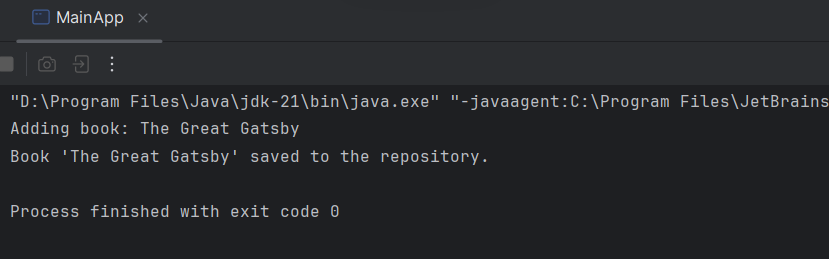 MainApp
"D:\Program Files\Java\jdk-21\bin\java.exe" "-javaagent:C:\Program Files\JetBrains
Adding book: The Great Gatsby
Book 'The Great Gatsby' saved to the repository.
Process finished with exit code 0